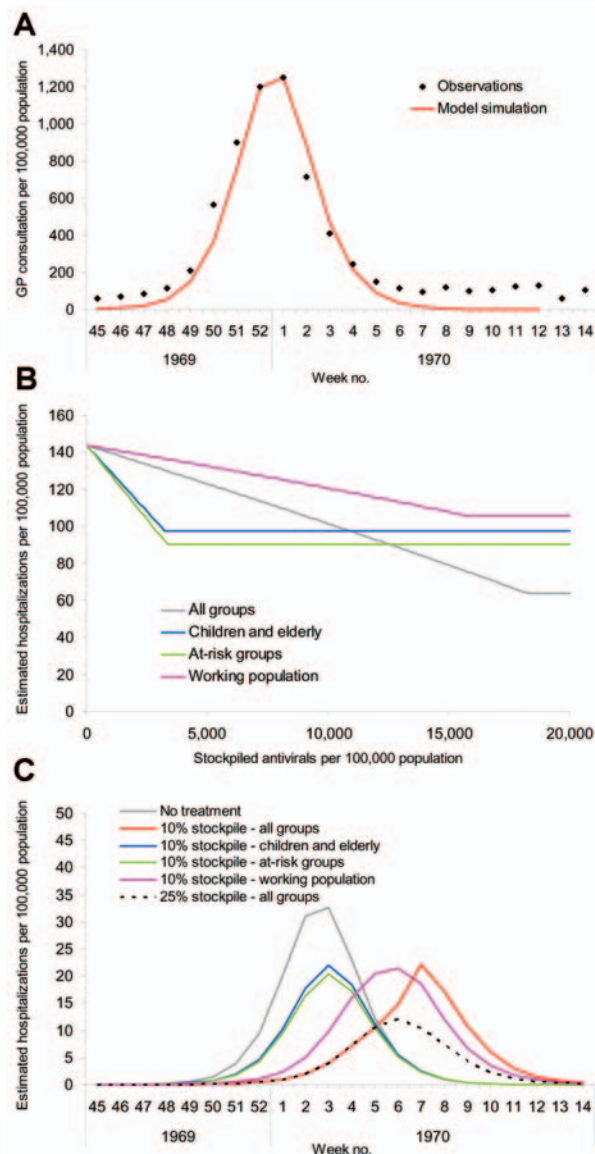 A
GP consultation per 100,000 population
1,400
1,200
1,000
800
600
400
200
0
Observations
Model simulation
45 46 47 48 49 50 51 52 1 2 3 4 5 6 7 8 9 10 11 12 13 14
1969 1970
Week no.
B
Estimated hospitalizations per 100,000 population
160
140
120
100
80
60
40
20
0
All groups
Children and elderly
At-risk groups
Working population
0 5,000 10,000 15,000 20,000
Stockpiled antivirals per 100,000 population
C
Estimated hospitalizations per 100,000 population
50
45
40
35
30
25
20
15
10
5
0
No treatment
10% stockpile - all groups
10% stockpile - children and elderly
10% stockpile - at-risk groups
10% stockpile - working population
25% stockpile - all groups
45 46 47 48 49 50 51 52 1 2 3 4 5 6 7 8 9 10 11 12 13 14
1969 1970
Week no.